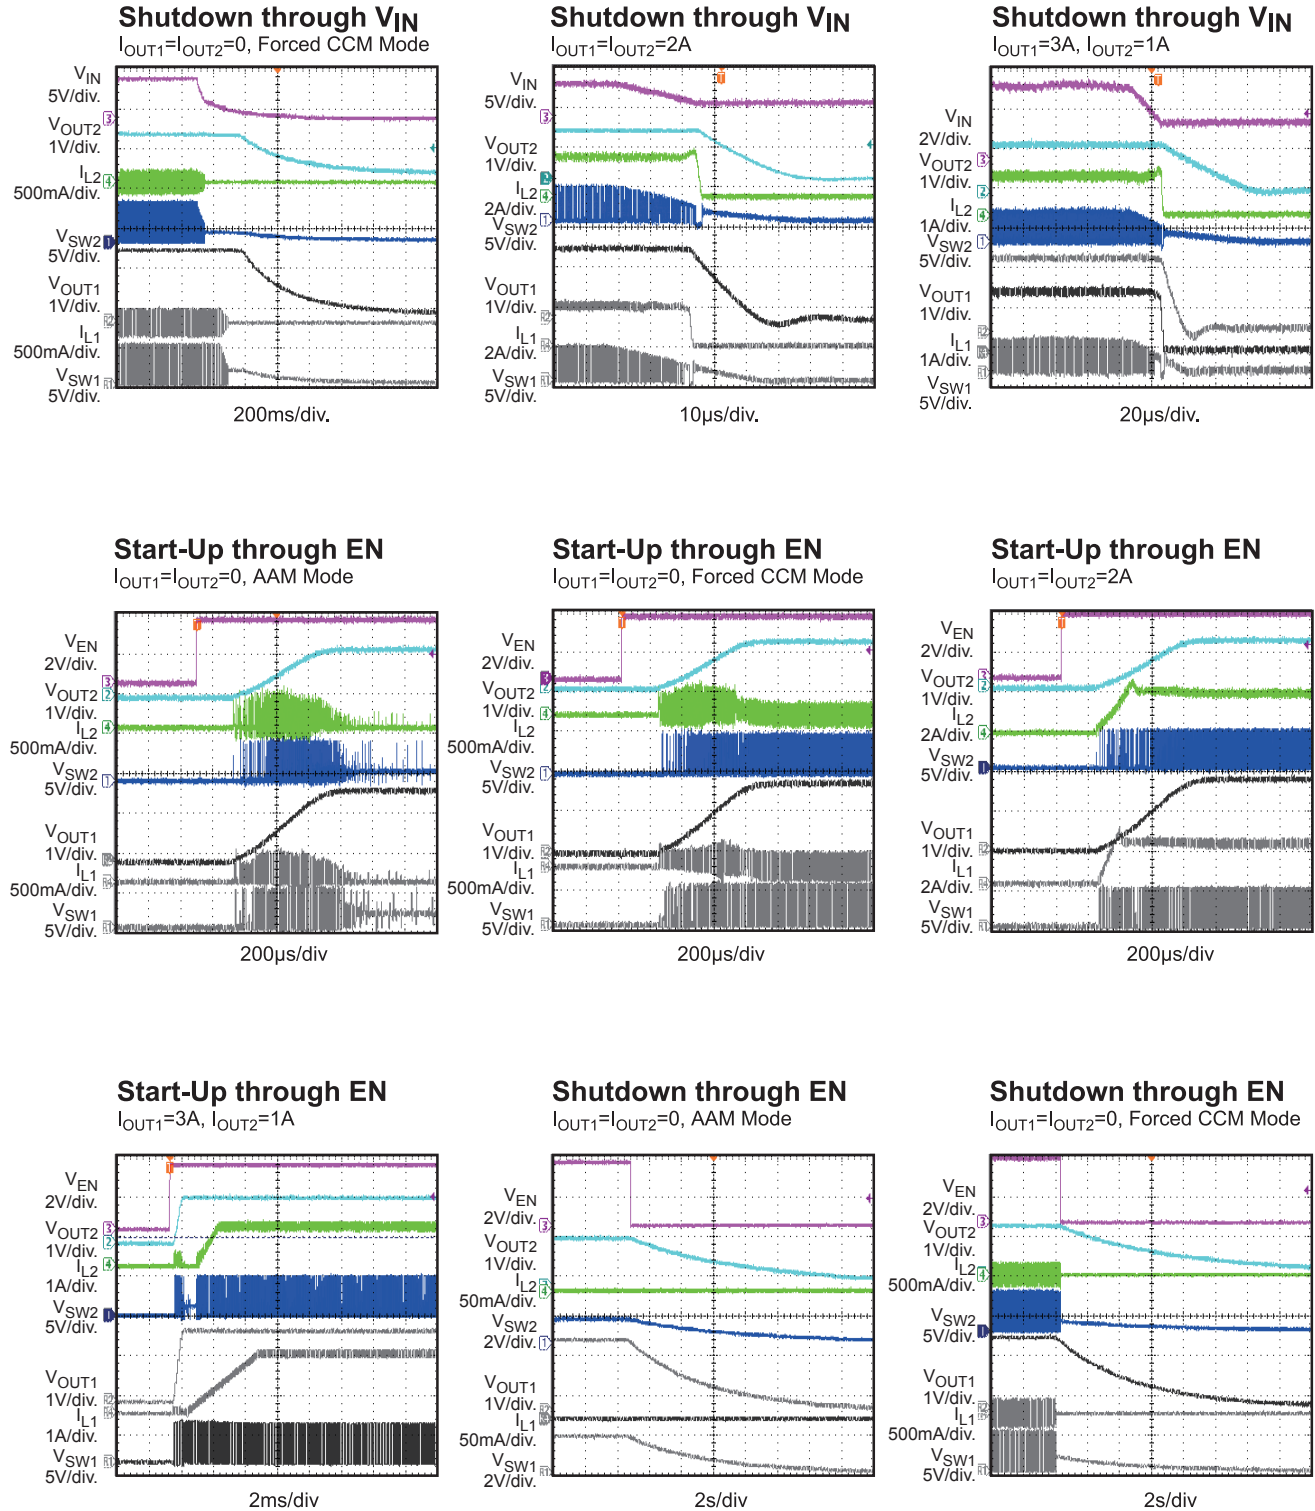 Shutdown through VIN
IOUT1=IOUT2=0, Forced CCM Mode
VIN
5V/div.
VOUT2
1V/div.
IL2
500mA/div.
VSW2
5V/div.
VOUT1
1V/div.
IL1
500mA/div.
VSW1
5V/div.
200ms/div.
Shutdown through VIN
IOUT1=IOUT2=2A
VIN
5V/div.
VOUT2
1V/div.
IL2
2A/div.
VSW2
5V/div.
VOUT1
1V/div.
IL1
2A/div.
VSW1
5V/div.
10µs/div.
Shutdown through VIN
IOUT1=3A, IOUT2=1A
VIN
2V/div.
VOUT2
1V/div.
IL2
1A/div.
VSW2
5V/div.
VOUT1
1V/div.
IL1
1A/div.
VSW1
5V/div.
20µs/div.
Start-Up through EN
IOUT1=IOUT2=0, AAM Mode
VEN
2V/div.
VOUT2
1V/div.
IL2
500mA/div.
VSW2
5V/div.
VOUT1
1V/div.
IL1
500mA/div.
VSW1
5V/div.
200µs/div
Start-Up through EN
IOUT1=IOUT2=0, Forced CCM Mode
VEN
2V/div.
VOUT2
1V/div.
IL2
500mA/div.
VSW2
5V/div.
VOUT1
1V/div.
IL1
500mA/div.
VSW1
5V/div.
200µs/div
Start-Up through EN
IOUT1=IOUT2=2A
VEN
2V/div.
VOUT2
1V/div.
IL2
2A/div.
VSW2
5V/div.
VOUT1
1V/div.
IL1
2A/div.
VSW1
5V/div.
200µs/div
Start-Up through EN
IOUT1=3A, IOUT2=1A
VEN
2V/div.
VOUT2
1V/div.
IL2
1A/div.
VSW2
5V/div.
VOUT1
1V/div.
IL1
1A/div.
VSW1
5V/div.
2ms/div
Shutdown through EN
IOUT1=IOUT2=0, AAM Mode
VEN
2V/div.
VOUT2
1V/div.
IL2
50mA/div.
VSW2
2V/div.
VOUT1
1V/div.
IL1
50mA/div.
VSW1
2V/div.
2s/div
Shutdown through EN
IOUT1=IOUT2=0, Forced CCM Mode
VEN
2V/div.
VOUT2
1V/div.
IL2
500mA/div.
VSW2
5V/div.
VOUT1
1V/div.
IL1
500mA/div.
VSW1
5V/div.
2s/div